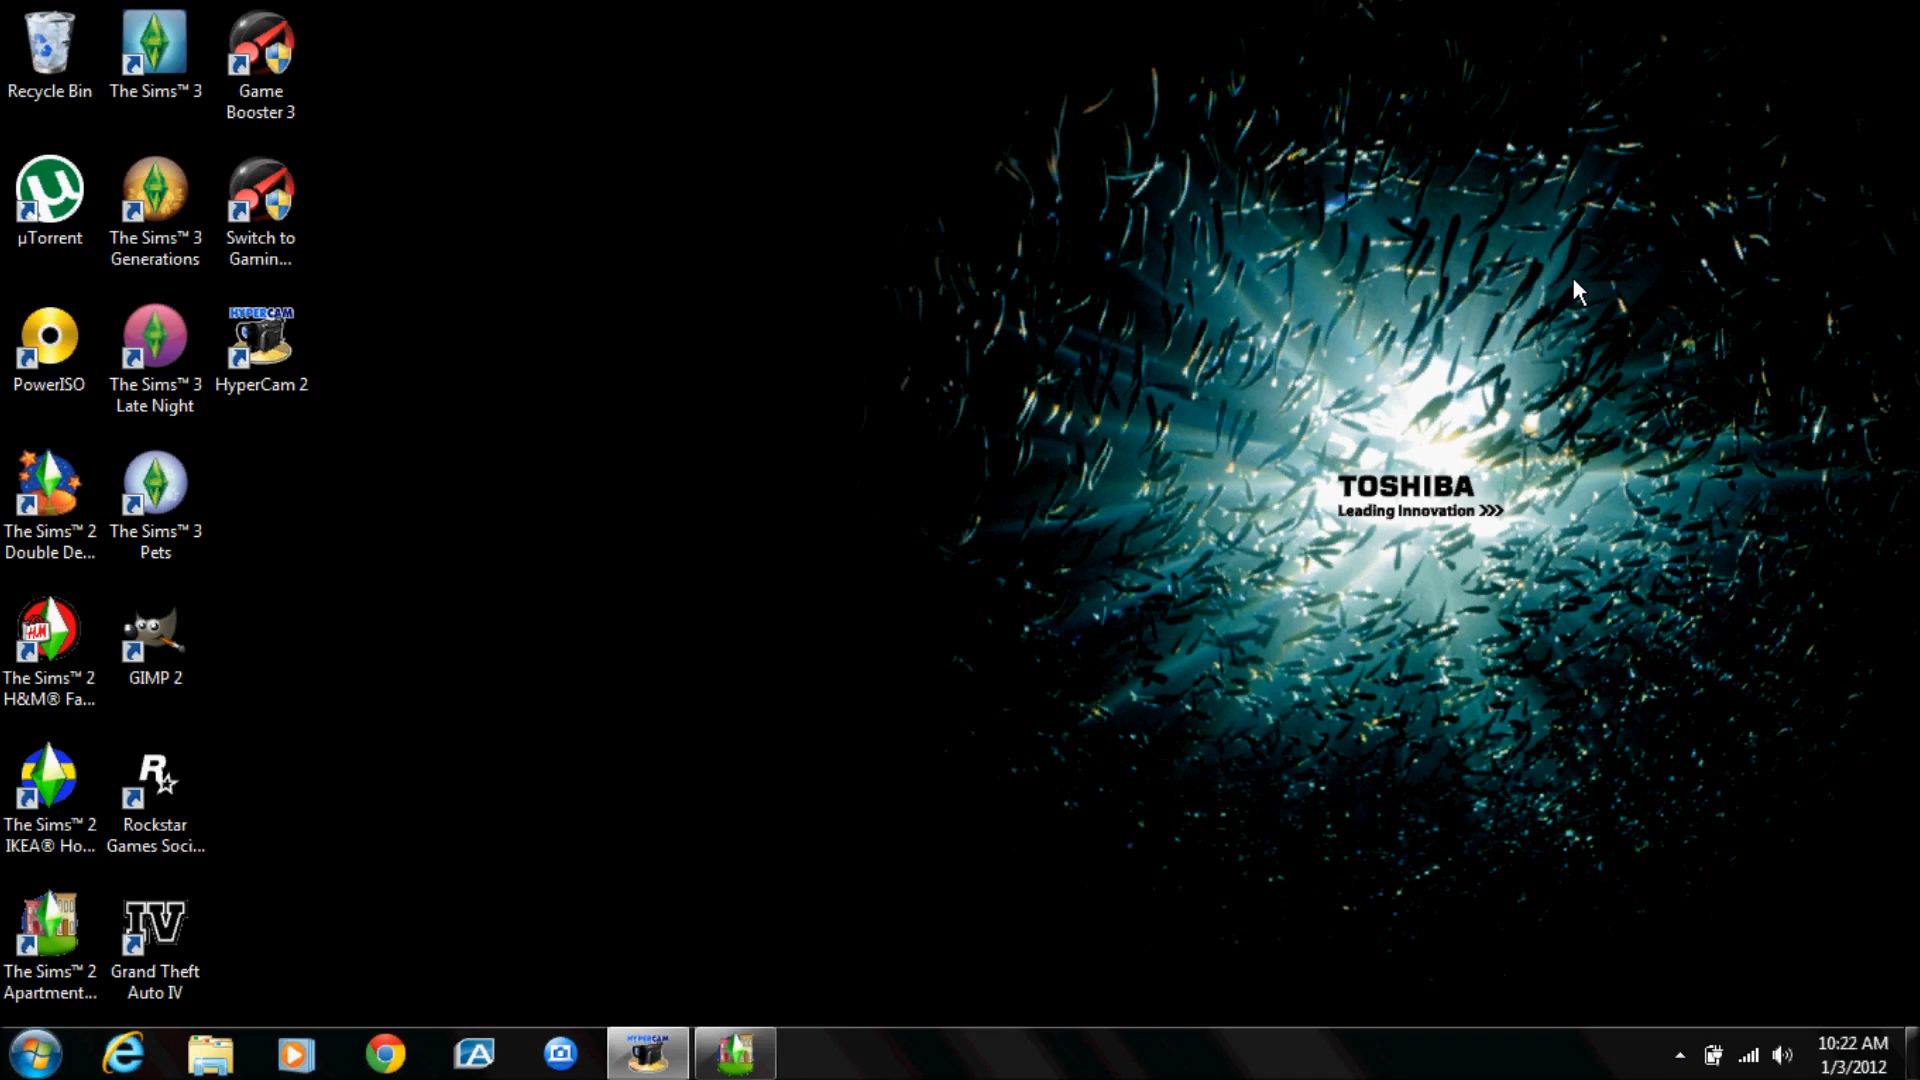 Recycle Bin
The Sims™ 3
Game
Booster 3
µTorrent
The Sims™ 3
Generations
Switch to
Gamin...
PowerISO
The Sims™ 3
Late Night
HYPERCAM
HyperCam 2
The Sims™ 2
Double De...
The Sims™ 3
Pets
H&M
The Sims™ 2
H&M® Fa...
GIMP 2
The Sims™ 2
IKEA® Ho...
R
Rockstar
Games Soci...
The Sims™ 2
Apartment...
IV
Grand Theft
Auto IV
TOSHIBA
Leading Innovation >>>
HYPERCAM
10:22 AM
1/3/2012